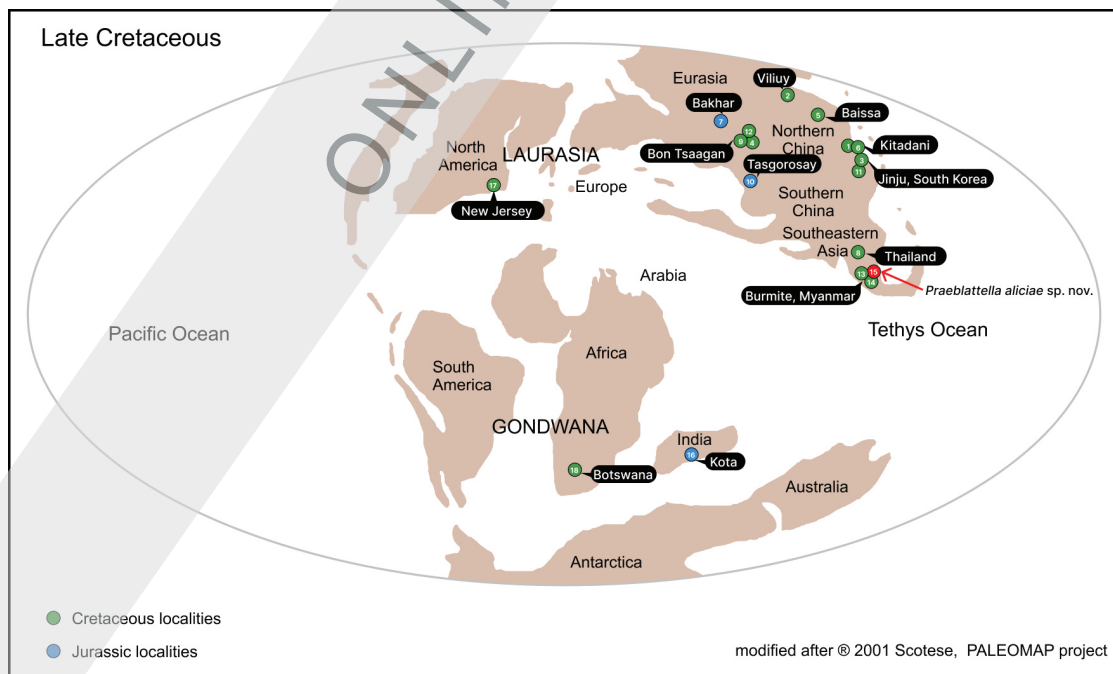 Late Cretaceous
ONLI
Eurasia
Viliuy
2
Bakhar
7
5
Baissa
12
9
4
Northern
China
1
6
Kitadani
North
America
LAURASIA
Bon Tsaagan
Tasgorosay
3
Jinju, South Korea
11
17
Europe
10
Southern
China
New Jersey
Southeastern
Asia
8
Thailand
Arabia
13
15
14
Burmite, Myanmar
Praeblattella aliciae sp. nov.
Pacific Ocean
Tethys Ocean
Africa
South
America
GONDWANA
India
16
Kota
18
Botswana
Australia
Antarctica
Cretaceous localities
Jurassic localities
modified after ® 2001 Scotese, PALEOMAP project